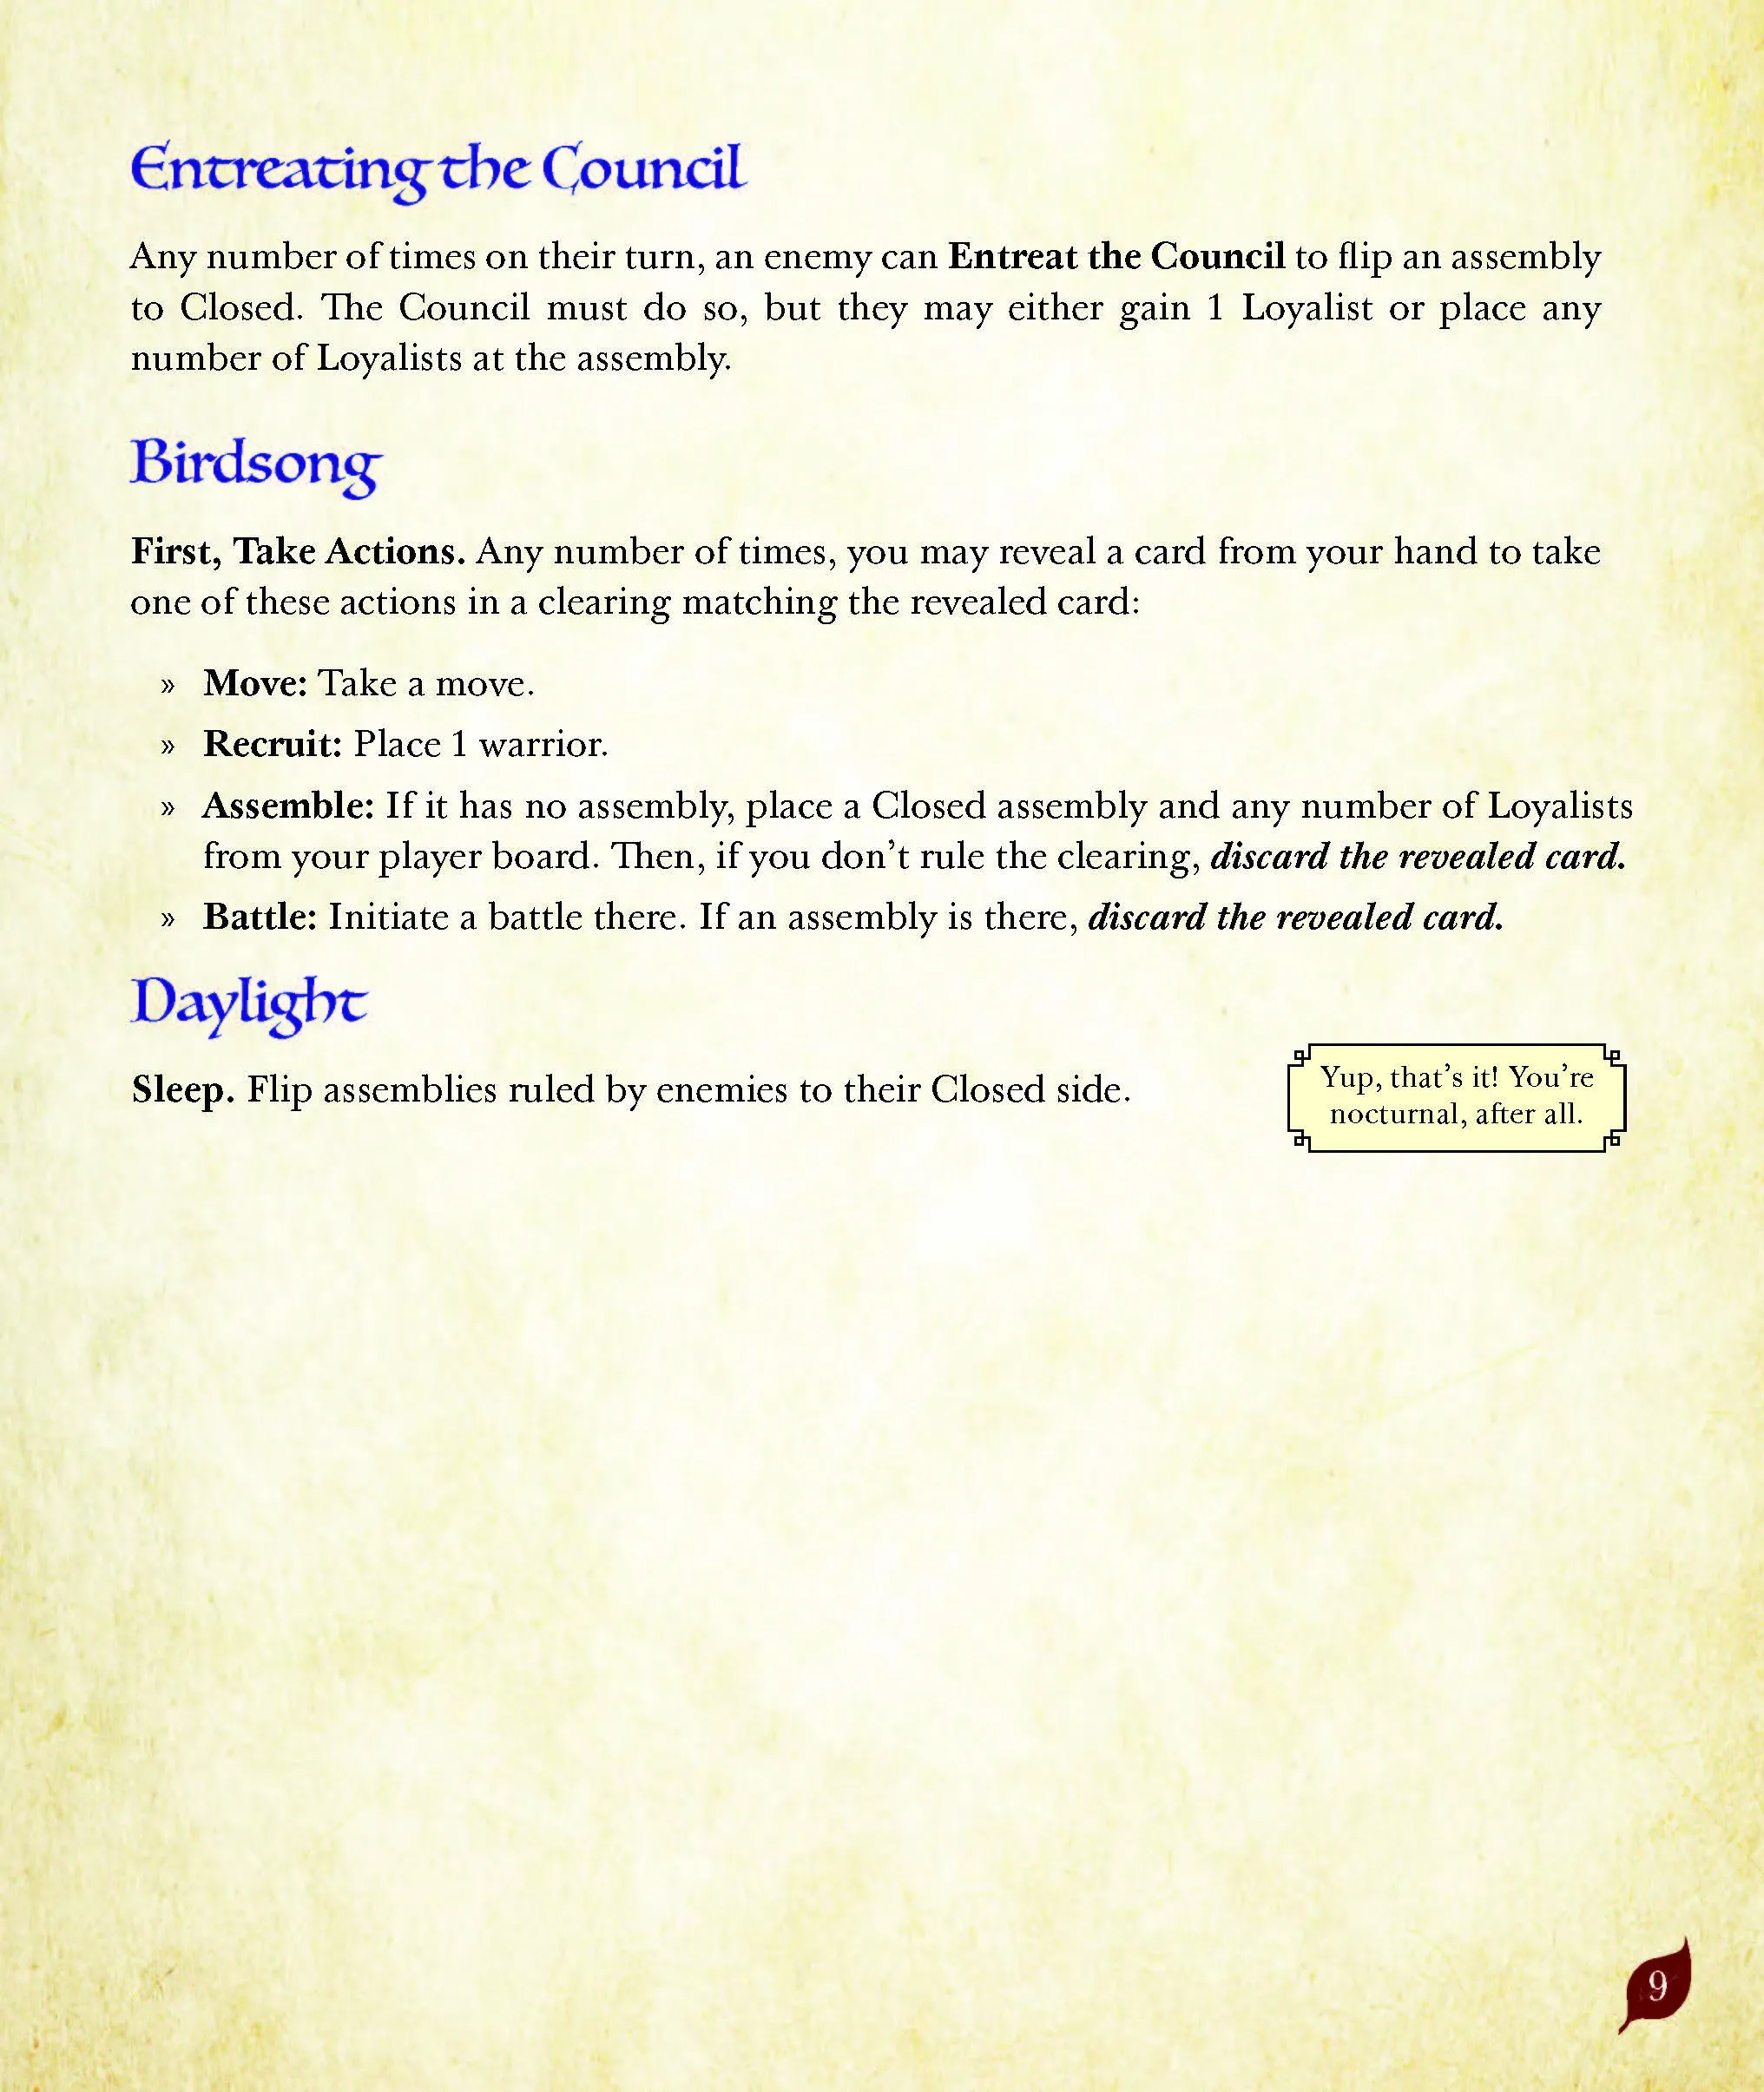 Entreating the Council
Any number of times on their turn, an enemy can Entreat the Council to flip an assembly
to Closed. The Council must do so, but they may either gain 1 Loyalist or place any
number of Loyalists at the assembly.
Birdsong
First, Take Actions. Any number of times, you may reveal a card from your hand to take
one of these actions in a clearing matching the revealed card:
» Move: Take a move.
» Recruit: Place 1 warrior.
» Assemble: If it has no assembly, place a Closed assembly and any number of Loyalists
from your player board. Then, if you don’t rule the clearing, discard the revealed card.
» Battle: Initiate a battle there. If an assembly is there, discard the revealed card.
Daylight
Sleep. Flip assemblies ruled by enemies to their Closed side.
Yup, that’s it! You’re
nocturnal, after all.
9